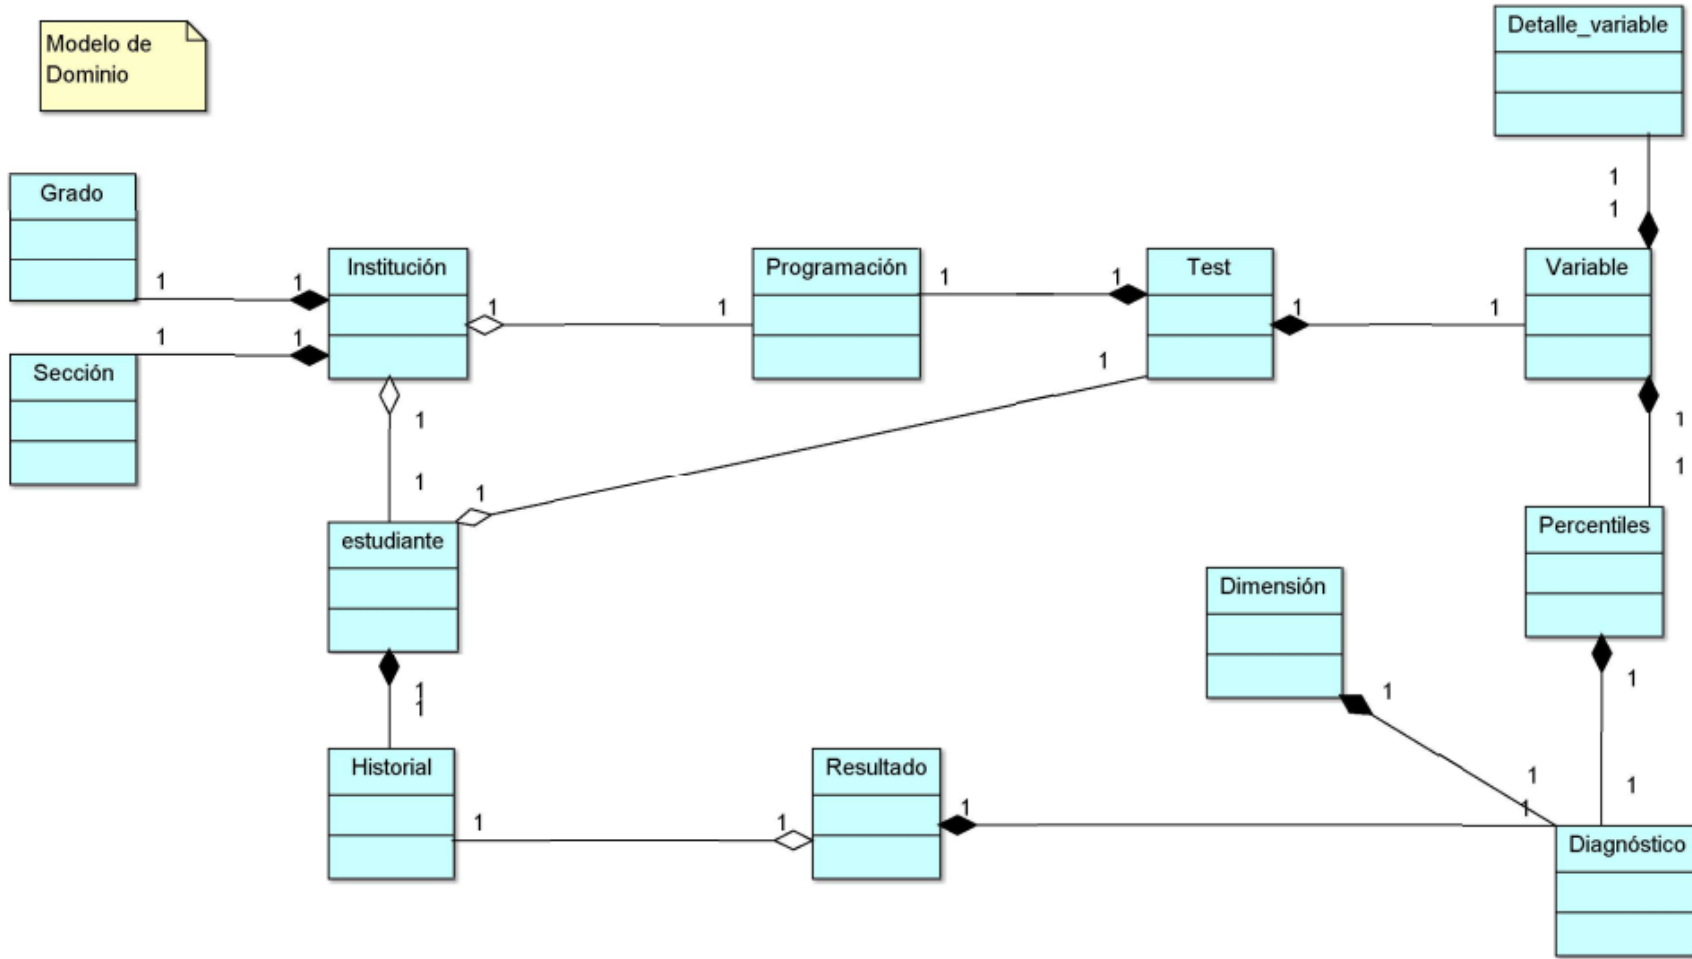 Modelo de
Dominio
Detalle_variable
1
1
Grado
1
1
Institución
1
1
Programación
1
1
Test
1
1
Variable
Sección
1
1
1
1
1
1
1
1
estudiante
Percentiles
Dimensión
1
1
1
1
1
1
Historial
1
1
Resultado
1
1
Diagnóstico